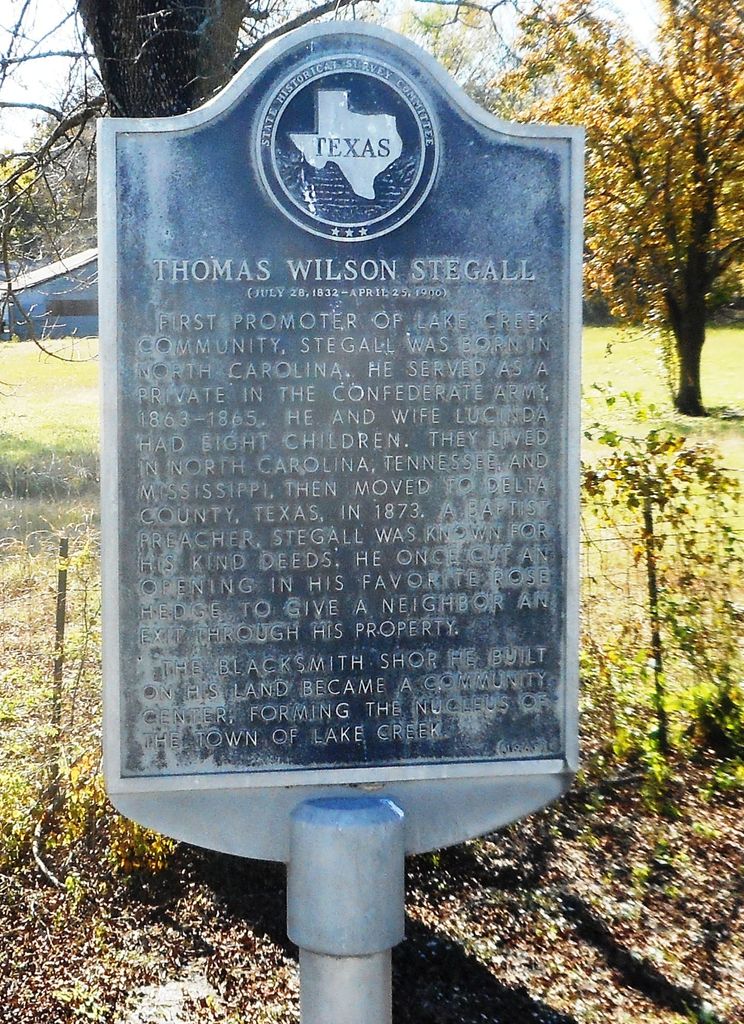 STATE HISTORICAL SURVEY COMMITTEE
TEXAS
THOMAS WILSON STEGALL
(JULY 28, 1832-APRIL 25, 1900)
FIRST PROMOTER OF LAKE CREEK
COMMUNITY, STEGALL WAS BORN IN
NORTH CAROLINA. HE SERVED AS A
PRIVATE IN THE CONFEDERATE ARMY,
1863-1865. HE AND WIFE LUCINDA
HAD EIGHT CHILDREN. THEY LIVED
IN NORTH CAROLINA, TENNESSEE, AND
MISSISSIPPI, THEN MOVED TO DELTA
COUNTY, TEXAS, IN 1873. A BAPTIST
PREACHER, STEGALL WAS KNOWN FOR
HIS KIND DEEDS. HE ONCE CUT AN
OPENING IN HIS FAVORITE ROSE
HEDGE TO GIVE A NEIGHBOR AN
EXIT THROUGH HIS PROPERTY.
THE BLACKSMITH SHOP HE BUILT
ON HIS LAND BECAME A COMMUNITY
CENTER, FORMING THE NUCLEUS OF
THE TOWN OF LAKE CREEK.